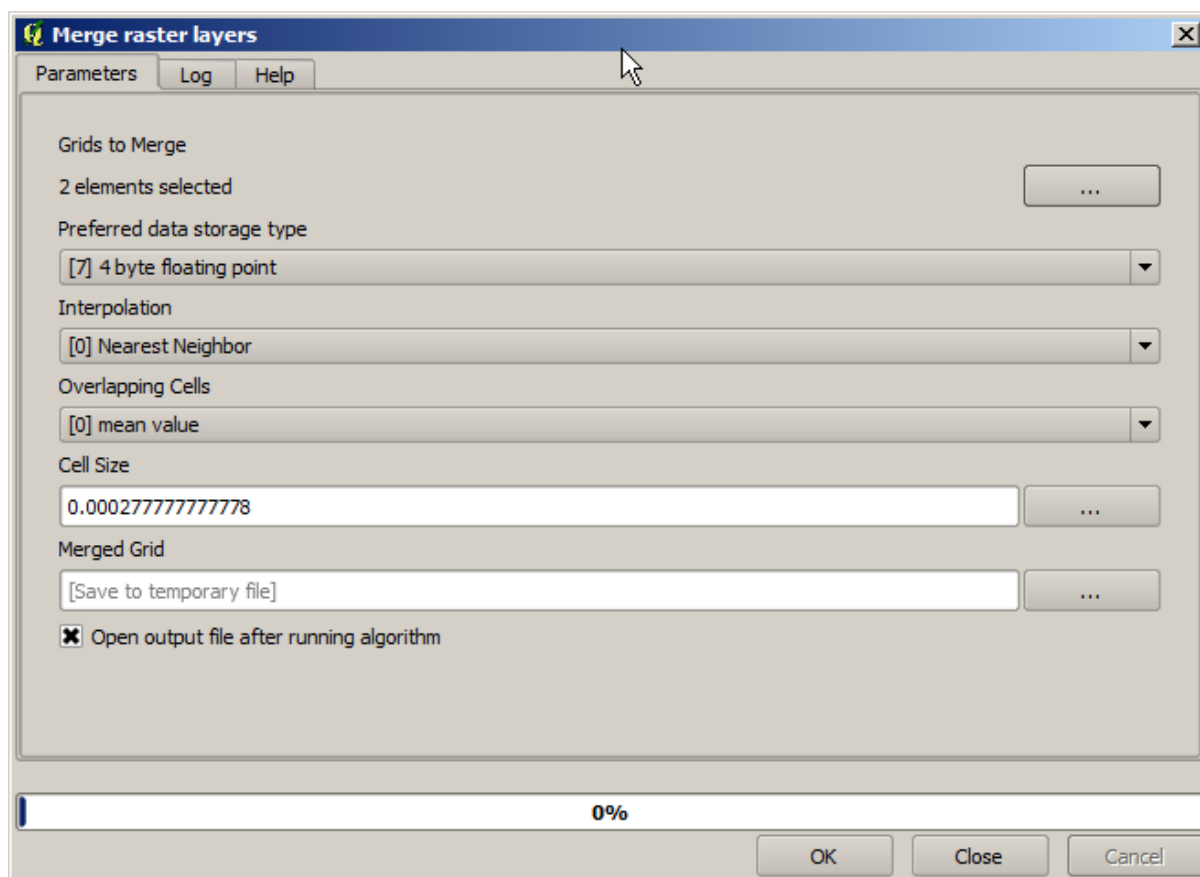 Merge raster layers
Parameters Log Help
Grids to Merge
2 elements selected ...
Preferred data storage type
[7] 4 byte floating point
Interpolation
[0] Nearest Neighbor
Overlapping Cells
[0] mean value
Cell Size
0.000277777777778 ...
Merged Grid
[Save to temporary file] ...
Open output file after running algorithm
0%
OK Close Cancel